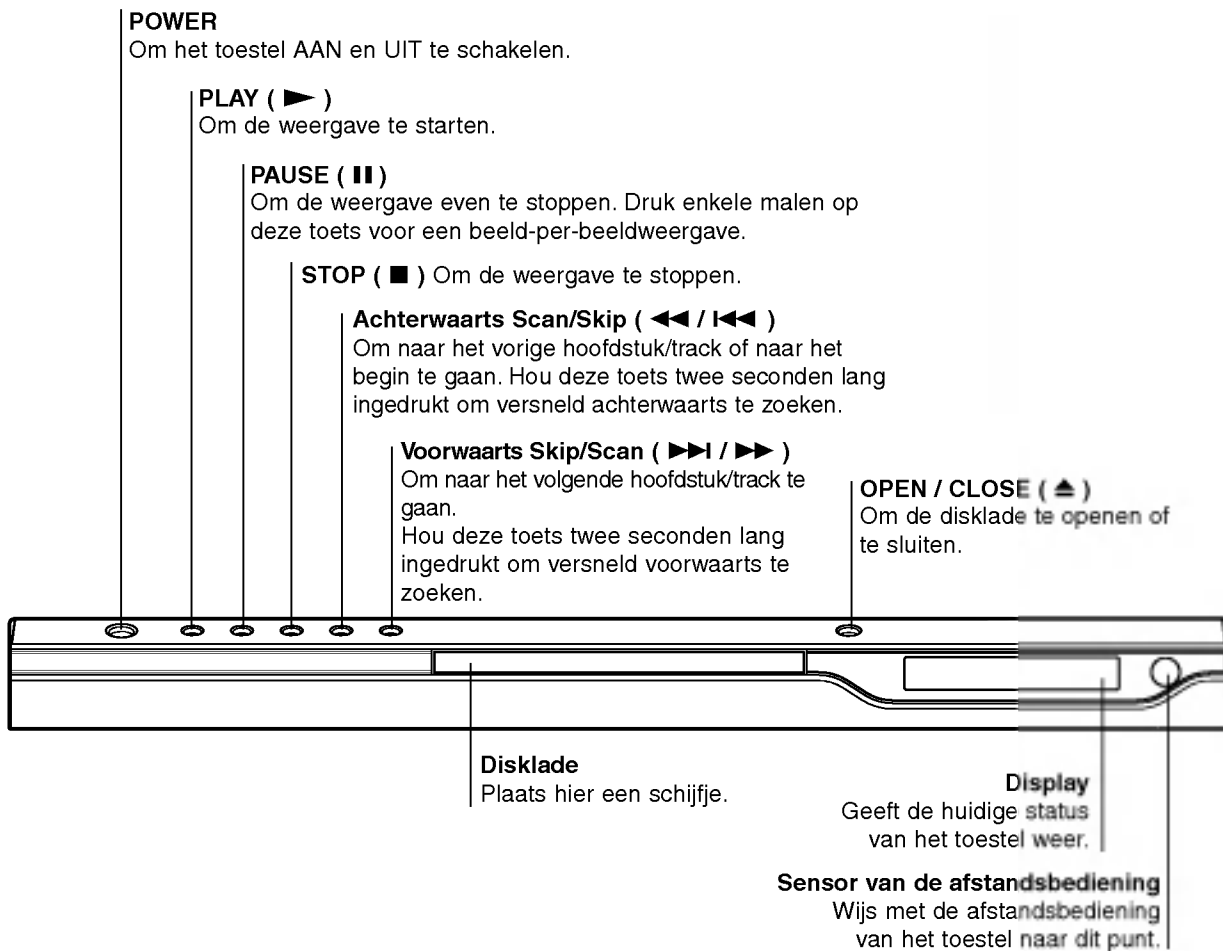 POWER
Om het toestel AAN en UIT te schakelen.
PLAY ( ► )
Om de weergave te starten.
PAUSE ( II )
Om de weergave even te stoppen. Druk enkele malen op
deze toets voor een beeld-per-beeldweergave.
STOP ( ■ ) Om de weergave te stoppen.
Achterwaarts Scan/Skip ( ◄◄ / I◄◄ )
Om naar het vorige hoofdstuk/track of naar het
begin te gaan. Hou deze toets twee seconden lang
ingedrukt om versneld achterwaarts te zoeken.
Voorwaarts Skip/Scan ( ►►I / ►► )
Om naar het volgende hoofdstuk/track te
gaan.
Hou deze toets twee seconden lang
ingedrukt om versneld voorwaarts te
zoeken.
OPEN / CLOSE ( ⏏ )
Om de disklade te openen of
te sluiten.
Disklade
Plaats hier een schijfje.
Display
Geeft de huidige status
van het toestel weer.
Sensor van de afstandsbediening
Wijs met de afstandsbediening
van het toestel naar dit punt.